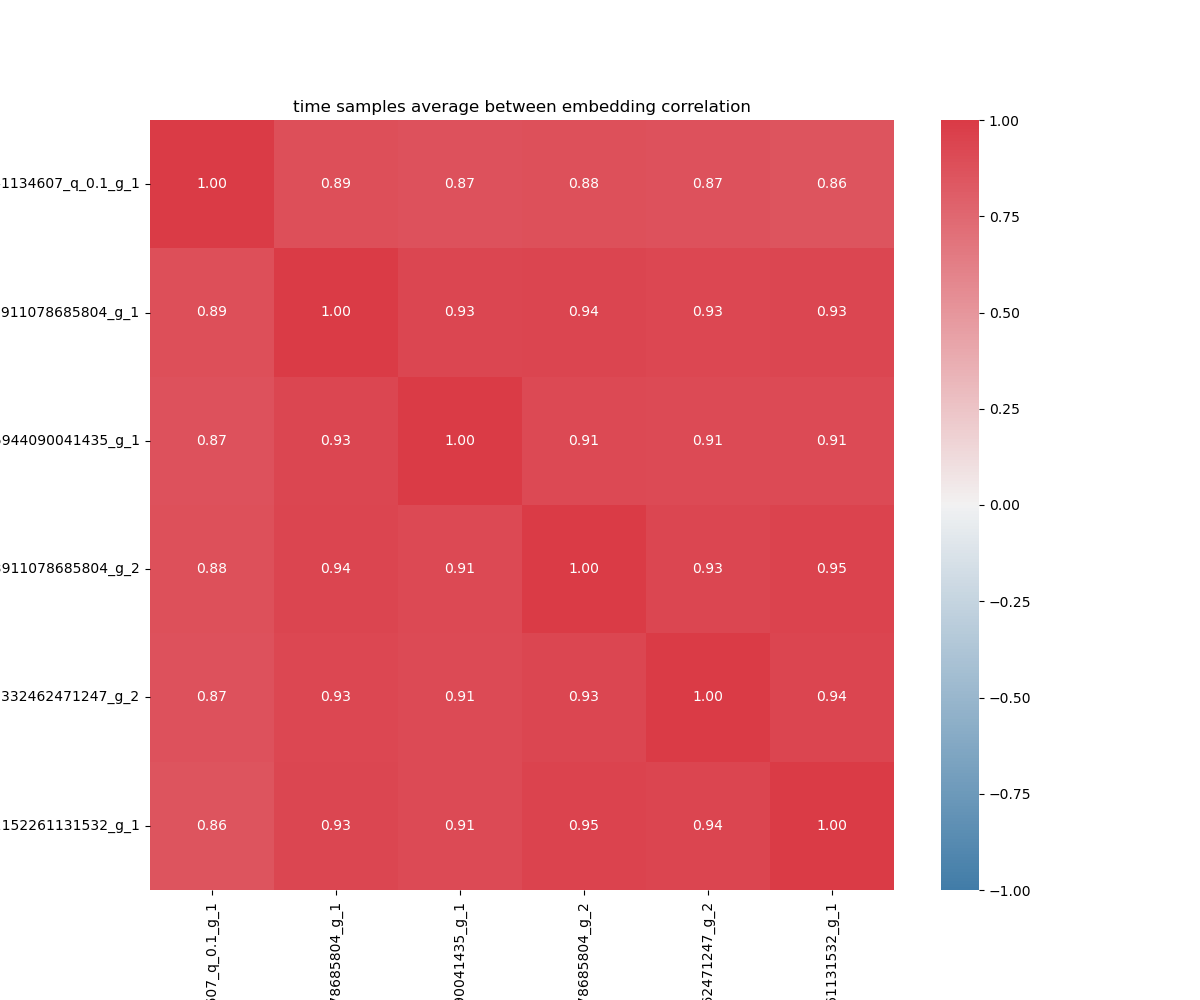 time samples average between embedding correlation
1134607_q_0.1_g_1 1.00 0.89 0.87 0.88 0.87 0.86
911078685804_g_1 0.89 1.00 0.93 0.94 0.93 0.93
944090041435_g_1 0.87 0.93 1.00 0.91 0.91 0.91
911078685804_g_2 0.88 0.94 0.91 1.00 0.93 0.95
332462471247_g_2 0.87 0.93 0.91 0.93 1.00 0.94
152261131532_g_1 0.86 0.93 0.91 0.95 0.94 1.00
607_q_0.1_g_1
78685804_g_1
90041435_g_1
78685804_g_2
62471247_g_2
61131532_g_1
1.00
0.75
0.50
0.25
0.00
−0.25
−0.50
−0.75
−1.00